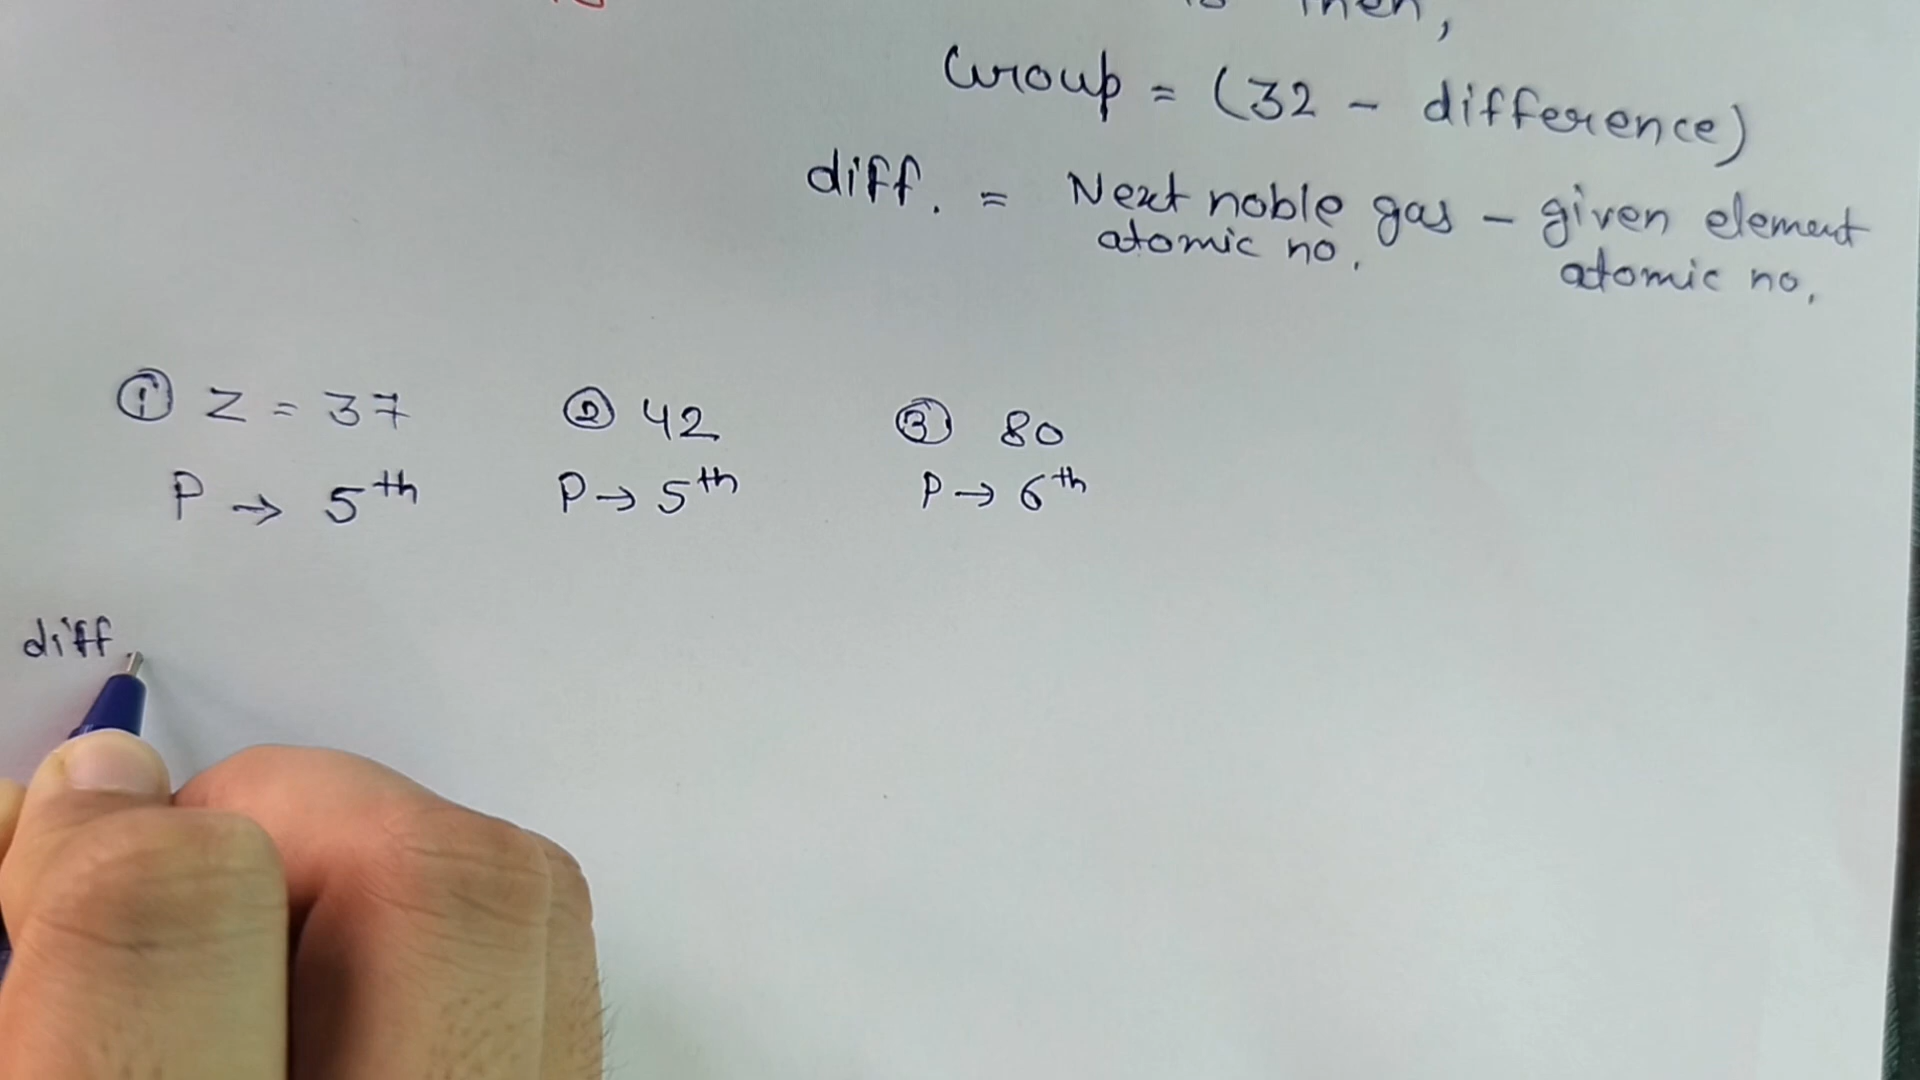 then,
Group = (32 - difference)
diff. = Next noble gas - given element
atomic no. atomic no.
① Z = 37 ② 42 ③ 80
P → 5th P → 5th P → 6th
diff.